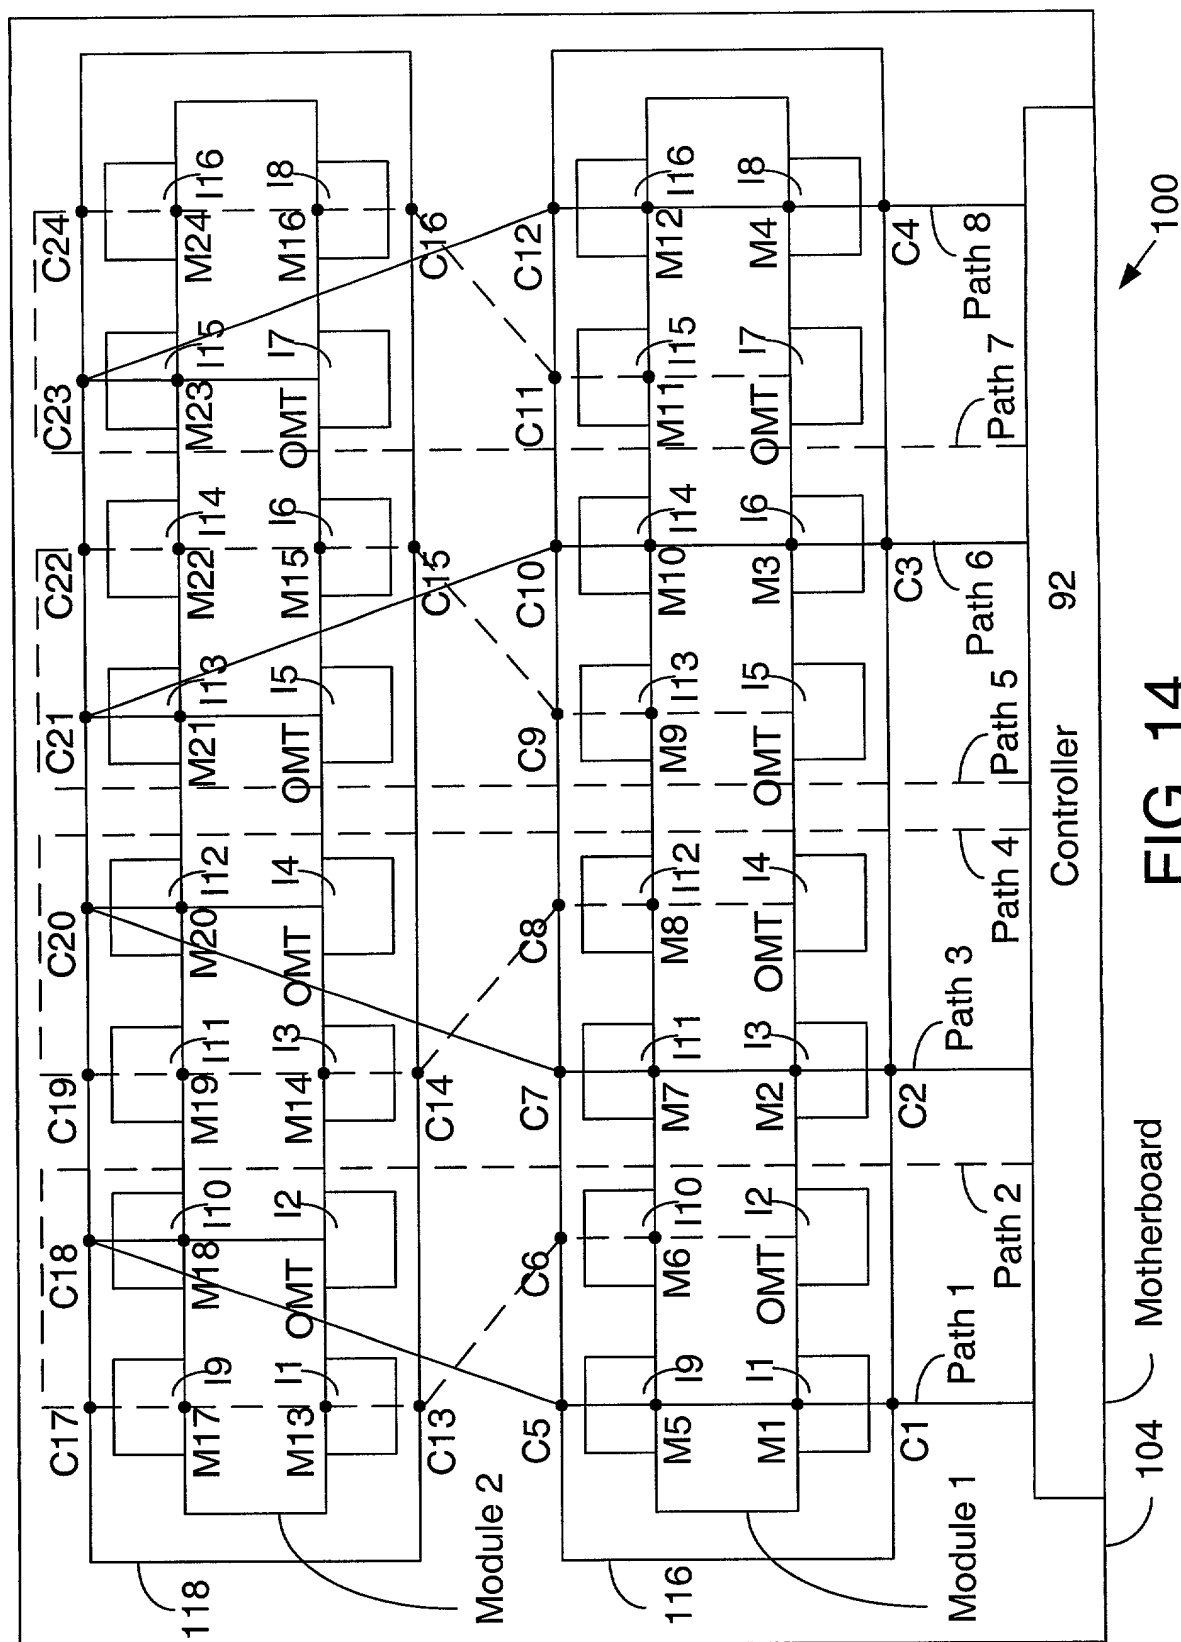 C17
C18
C19
C20
C21
C22
C23
C24
I9
I10
I11
I12
I13
I14
I15
I16
M17
M18
M19
M20
M21
M22
M23
M24
I1
I2
I3
I4
I5
I6
I7
I8
M13
OMT
M14
OMT
OMT
M15
OMT
M16
118
C13
C14
C15
C16
Module 2
C5
C6
C7
C8
C9
C10
C11
C12
I9
I10
I11
I12
I13
I14
I15
I16
M5
M6
M7
M8
M9
M10
M11
M12
I1
I2
I3
I4
I5
I6
I7
I8
M1
OMT
M2
OMT
OMT
M3
OMT
M4
116
C1
C2
C3
C4
Module 1
Path 1
Path 2
Path 3
Path 4
Path 5
Path 6
Path 7
Path 8
Controller 92
104
Motherboard
100
FIG 14